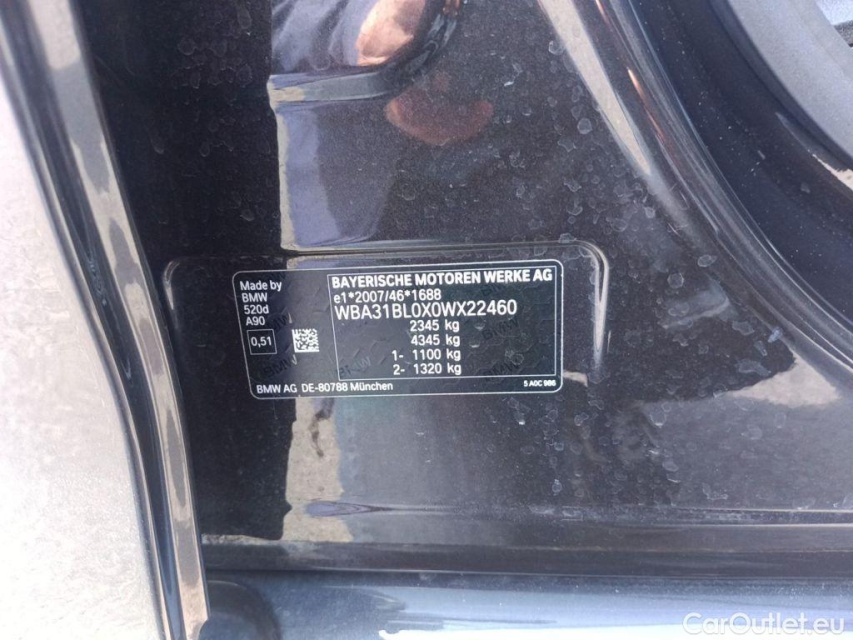 Made by
BMW
520d
A90
0,51
BAYERISCHE MOTOREN WERKE AG
e1*2007/46*1688
WBA31BL0X0WX22460
2345 kg
4345 kg
1- 1100 kg
2- 1320 kg
BMW AG DE-80788 München
5 A0C 986
CarOutlet.eu